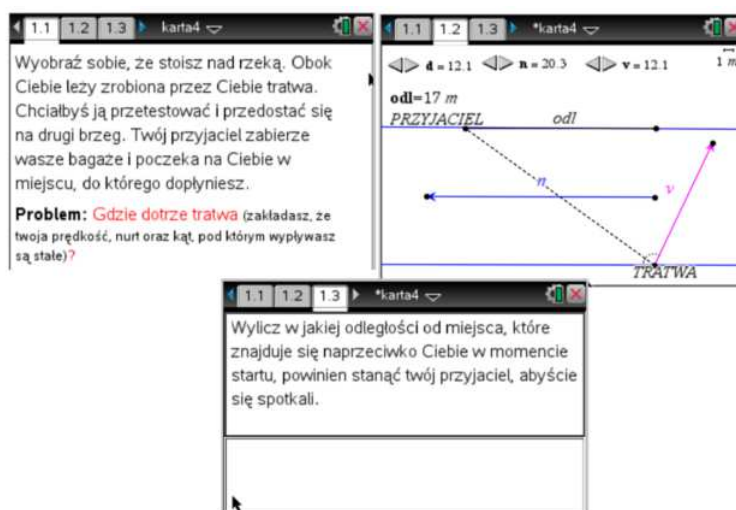 1.1 1.2 1.3 karta4
Wyobraź sobie, że stoisz nad rzeką. Obok
Ciebie leży zrobiona przez Ciebie tratwa.
Chciałbyś ją przetestować i przedostać się
na drugi brzeg. Twój przyjaciel zabierze
wasze bagaże i poczeka na Ciebie w
miejscu, do którego dopłyniesz.
Problem: Gdzie dotrze tratwa (zakładasz, że
twoja prędkość, nurt oraz kąt, pod którym wypływasz
są stałe)?
1.1 1.2 1.3 *karta4
d = 12.1 n = 20.3 v = 12.1 1 m
odl=17 m
PRZYJACIEL odl
n
v
TRATWA
1.1 1.2 1.3 *karta4
Wylicz w jakiej odległości od miejsca, które
znajduje się naprzeciwko Ciebie w momencie
startu, powinien stanąć twój przyjaciel, abyście
się spotkali.